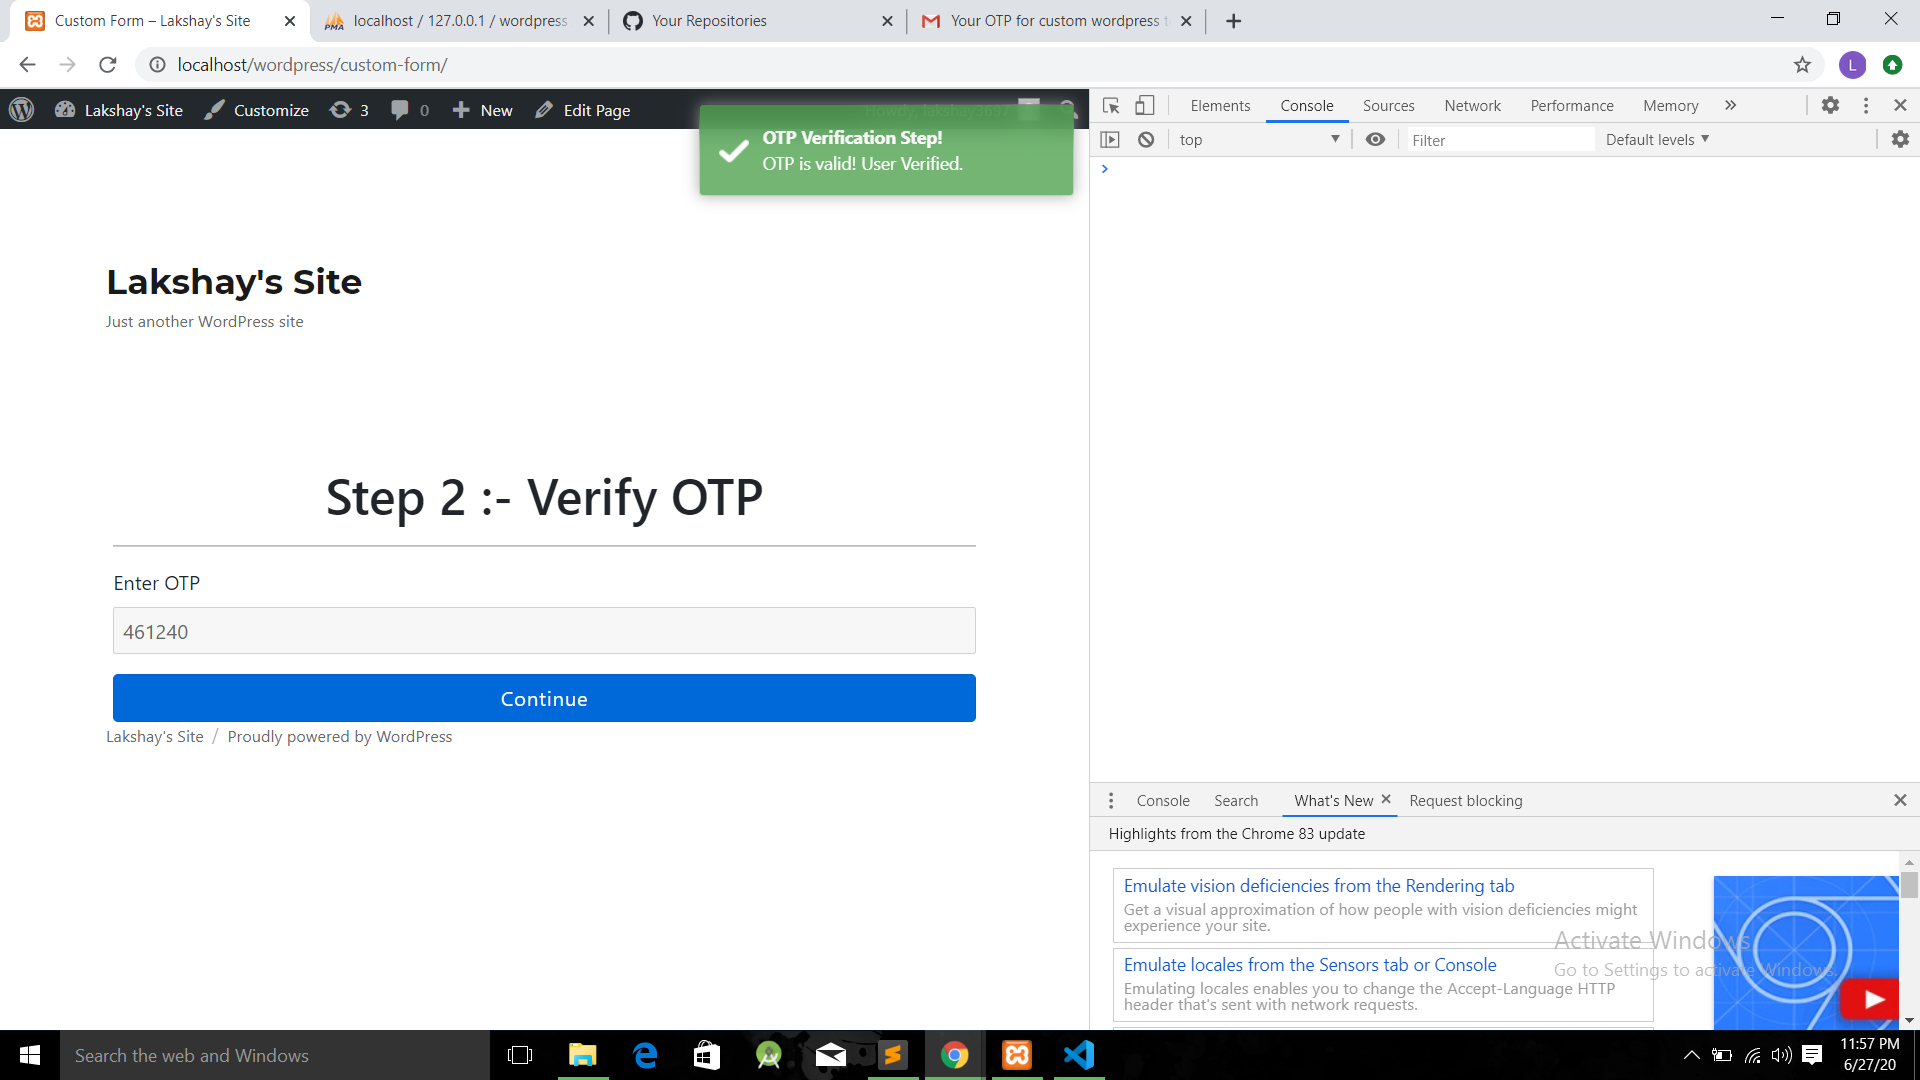 Custom Form – Lakshay's Site
localhost / 127.0.0.1 / wordpress
Your Repositories
Your OTP for custom wordpress t
localhost/wordpress/custom-form/
L
Lakshay's Site
Customize
3
0
New
Edit Page
Howdy, lakshay3697
OTP Verification Step!
OTP is valid! User Verified.
Lakshay's Site
Just another WordPress site
Step 2 :- Verify OTP
Enter OTP
461240
Continue
Lakshay's Site / Proudly powered by WordPress
Elements Console Sources Network Performance Memory »
top Filter Default levels
Console Search What's New Request blocking
Highlights from the Chrome 83 update
Emulate vision deficiencies from the Rendering tab
Get a visual approximation of how people with vision deficiencies might
experience your site.
Emulate locales from the Sensors tab or Console
Emulating locales enables you to change the Accept-Language HTTP
header that's sent with network requests.
Activate Windows
Go to Settings to activate Windows.
Search the web and Windows
11:57 PM
6/27/20